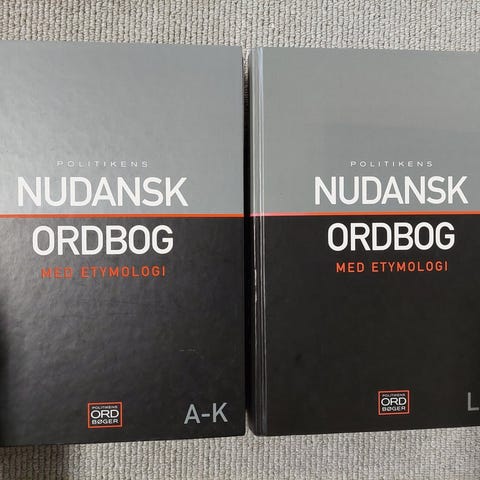 POLITIKENS
NUDANSK
ORDBOG
MED ETYMOLOGI
POLITIKENS
ORD
BØGER
A-K
POLITIKENS
NUDANSK
ORDBOG
MED ETYMOLOGI
POLITIKENS
ORD
BØGER
L